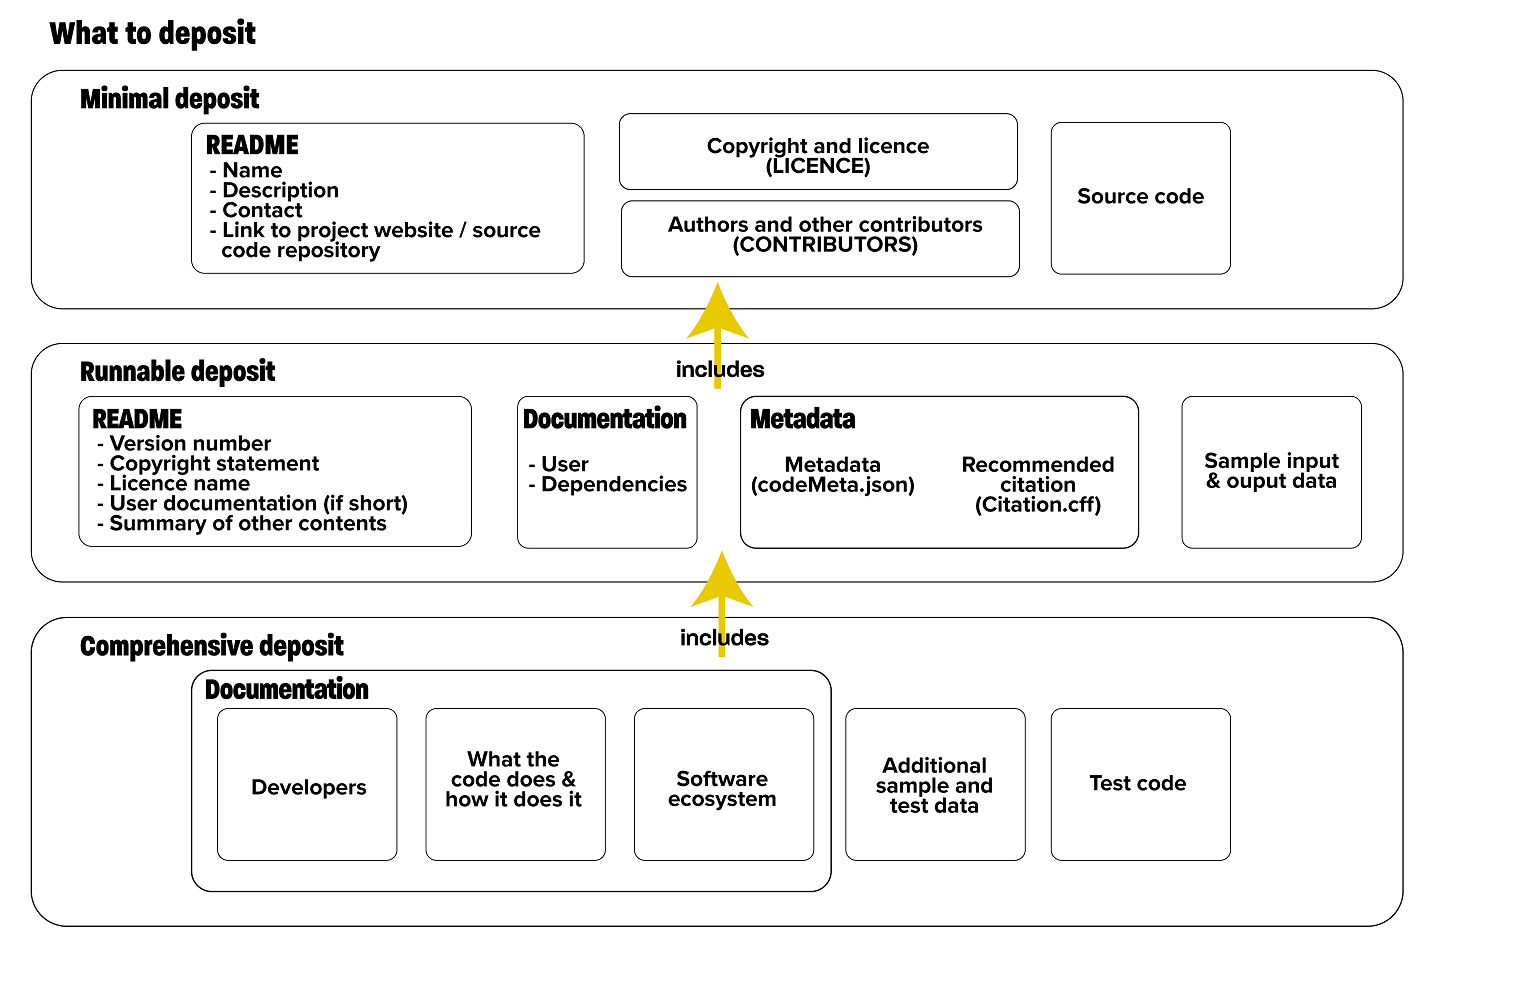 What to deposit
Minimal deposit
README
- Name
- Description
- Contact
- Link to project website / source
code repository
Copyright and licence
(LICENCE)
Authors and other contributors
(CONTRIBUTORS)
Source code
includes
Runnable deposit
README
- Version number
- Copyright statement
- Licence name
- User documentation (if short)
- Summary of other contents
Documentation
- User
- Dependencies
Metadata
Metadata
(codeMeta.json)
Recommended
citation
(Citation.cff)
Sample input
& ouput data
includes
Comprehensive deposit
Documentation
Developers
What the
code does &
how it does it
Software
ecosystem
Additional
sample and
test data
Test code